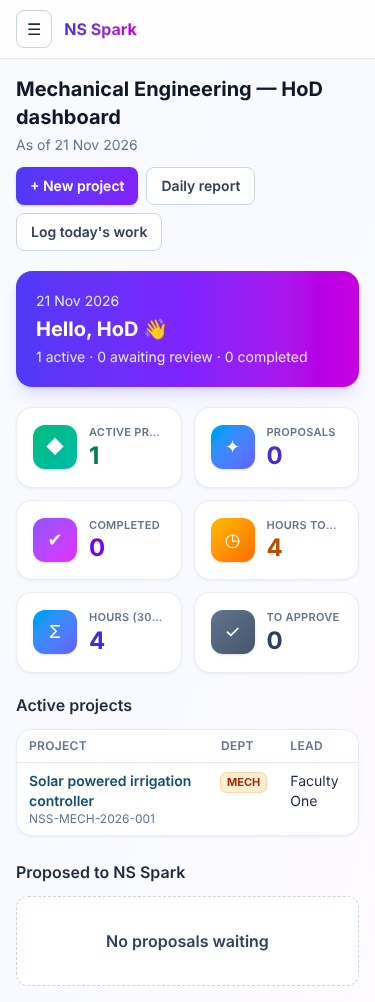 NS Spark
Mechanical Engineering — HoD
dashboard
As of 21 Nov 2026
+ New project
Daily report
Log today's work
21 Nov 2026
Hello, HoD 👋
1 active · 0 awaiting review · 0 completed
ACTIVE PR...
1
PROPOSALS
0
COMPLETED
0
HOURS TO...
4
Σ
HOURS (30...
4
TO APPROVE
0
Active projects
PROJECT DEPT LEAD
Solar powered irrigation
controller
NSS-MECH-2026-001
MECH
Faculty
One
Proposed to NS Spark
No proposals waiting